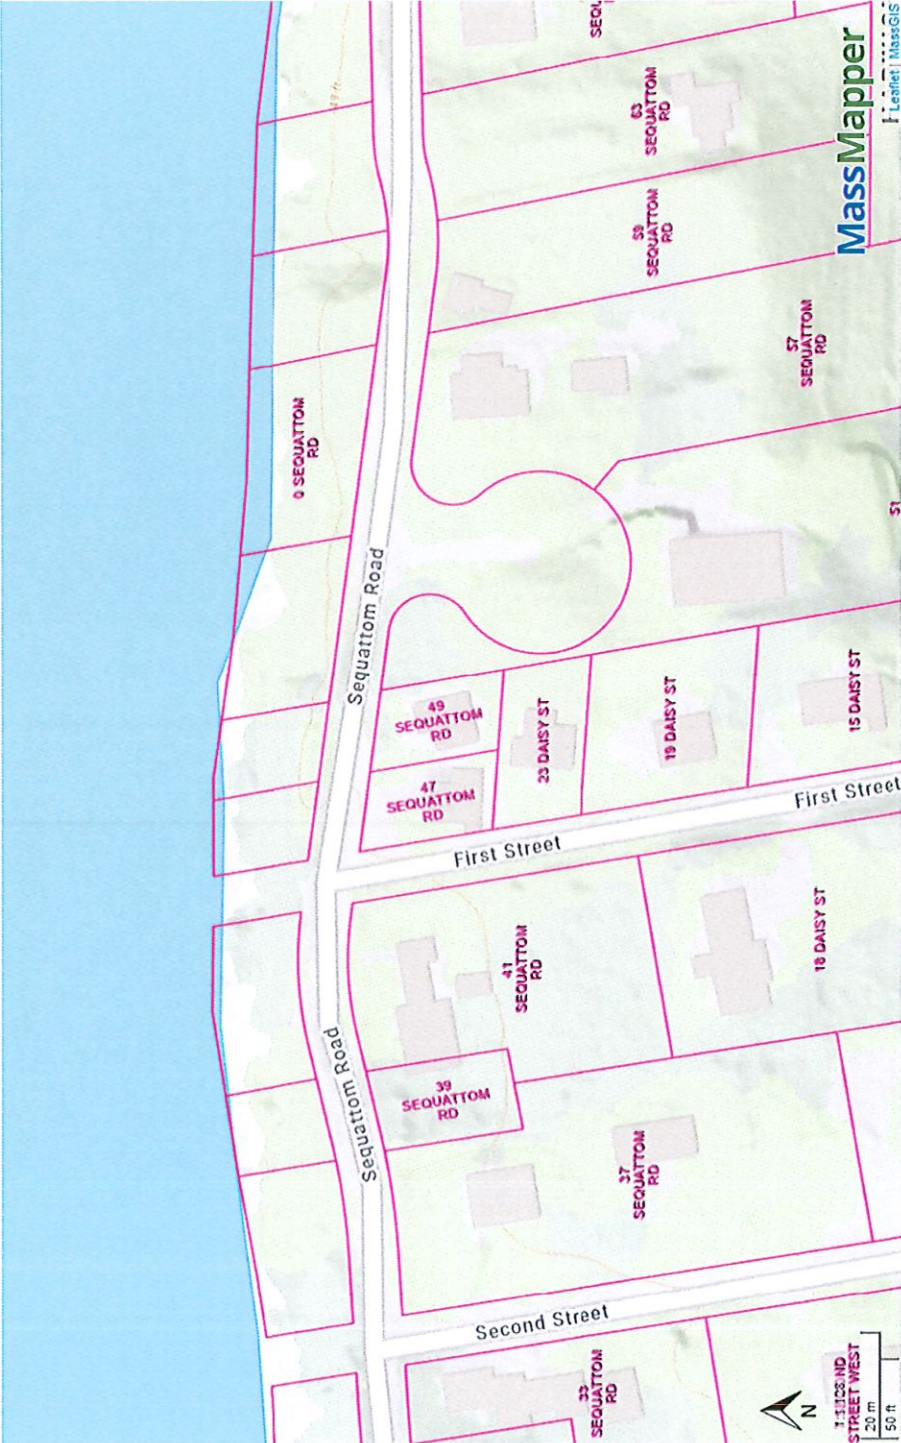 SEQU
63
SEQUATTOM
RD
MassMapper
Leaflet | MassGIS
59
SEQUATTOM
RD
57
SEQUATTOM
RD
49 ft
0 SEQUATTOM
RD
51
Sequattom Road
49
SEQUATTOM
RD
23 DAISY ST
19 DAISY ST
15 DAISY ST
47
SEQUATTOM
RD
First Street
First Street
41
SEQUATTOM
RD
18 DAISY ST
Sequattom Road
39
SEQUATTOM
RD
37
SEQUATTOM
RD
Second Street
33
SEQUATTOM
RD
N
STREET WEST
20 m
50 ft